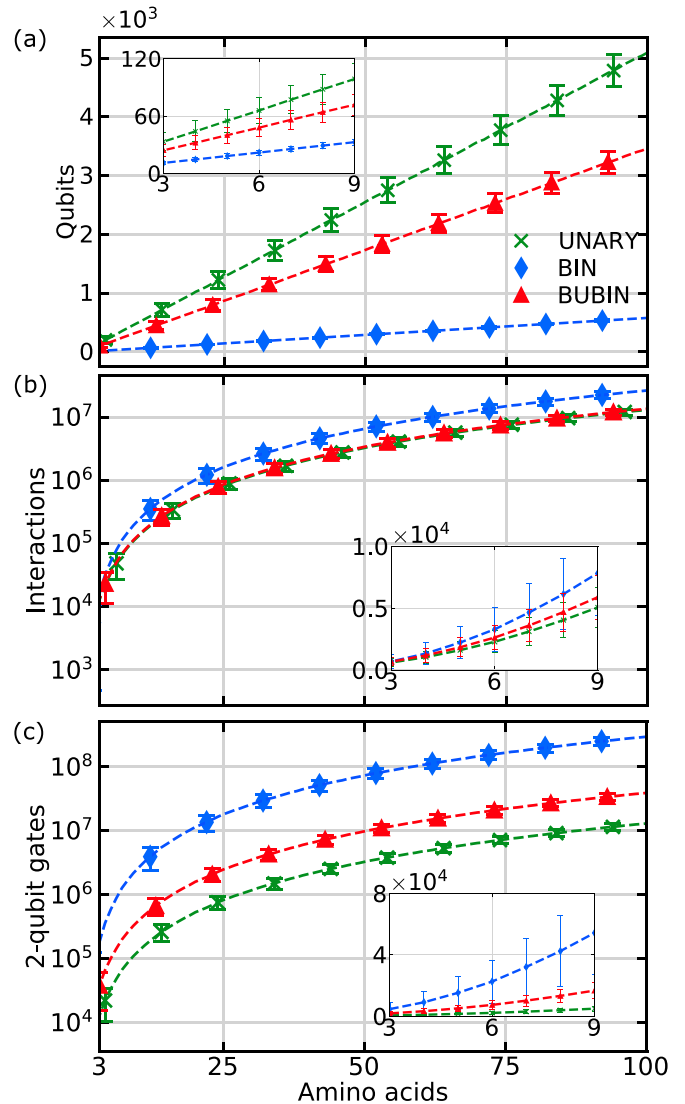 (a)
×10³
Qubits
5
4
3
2
1
0
120
60
0
3 6 9
UNARY
BIN
BUBIN
(b)
Interactions
10⁷
10⁶
10⁵
10⁴
10³
×10⁴
1.0
0.5
0.0
3 6 9
(c)
2-qubit gates
10⁸
10⁷
10⁶
10⁵
10⁴
×10⁴
8
4
0
3 6 9
3 25 50 75 100
Amino acids